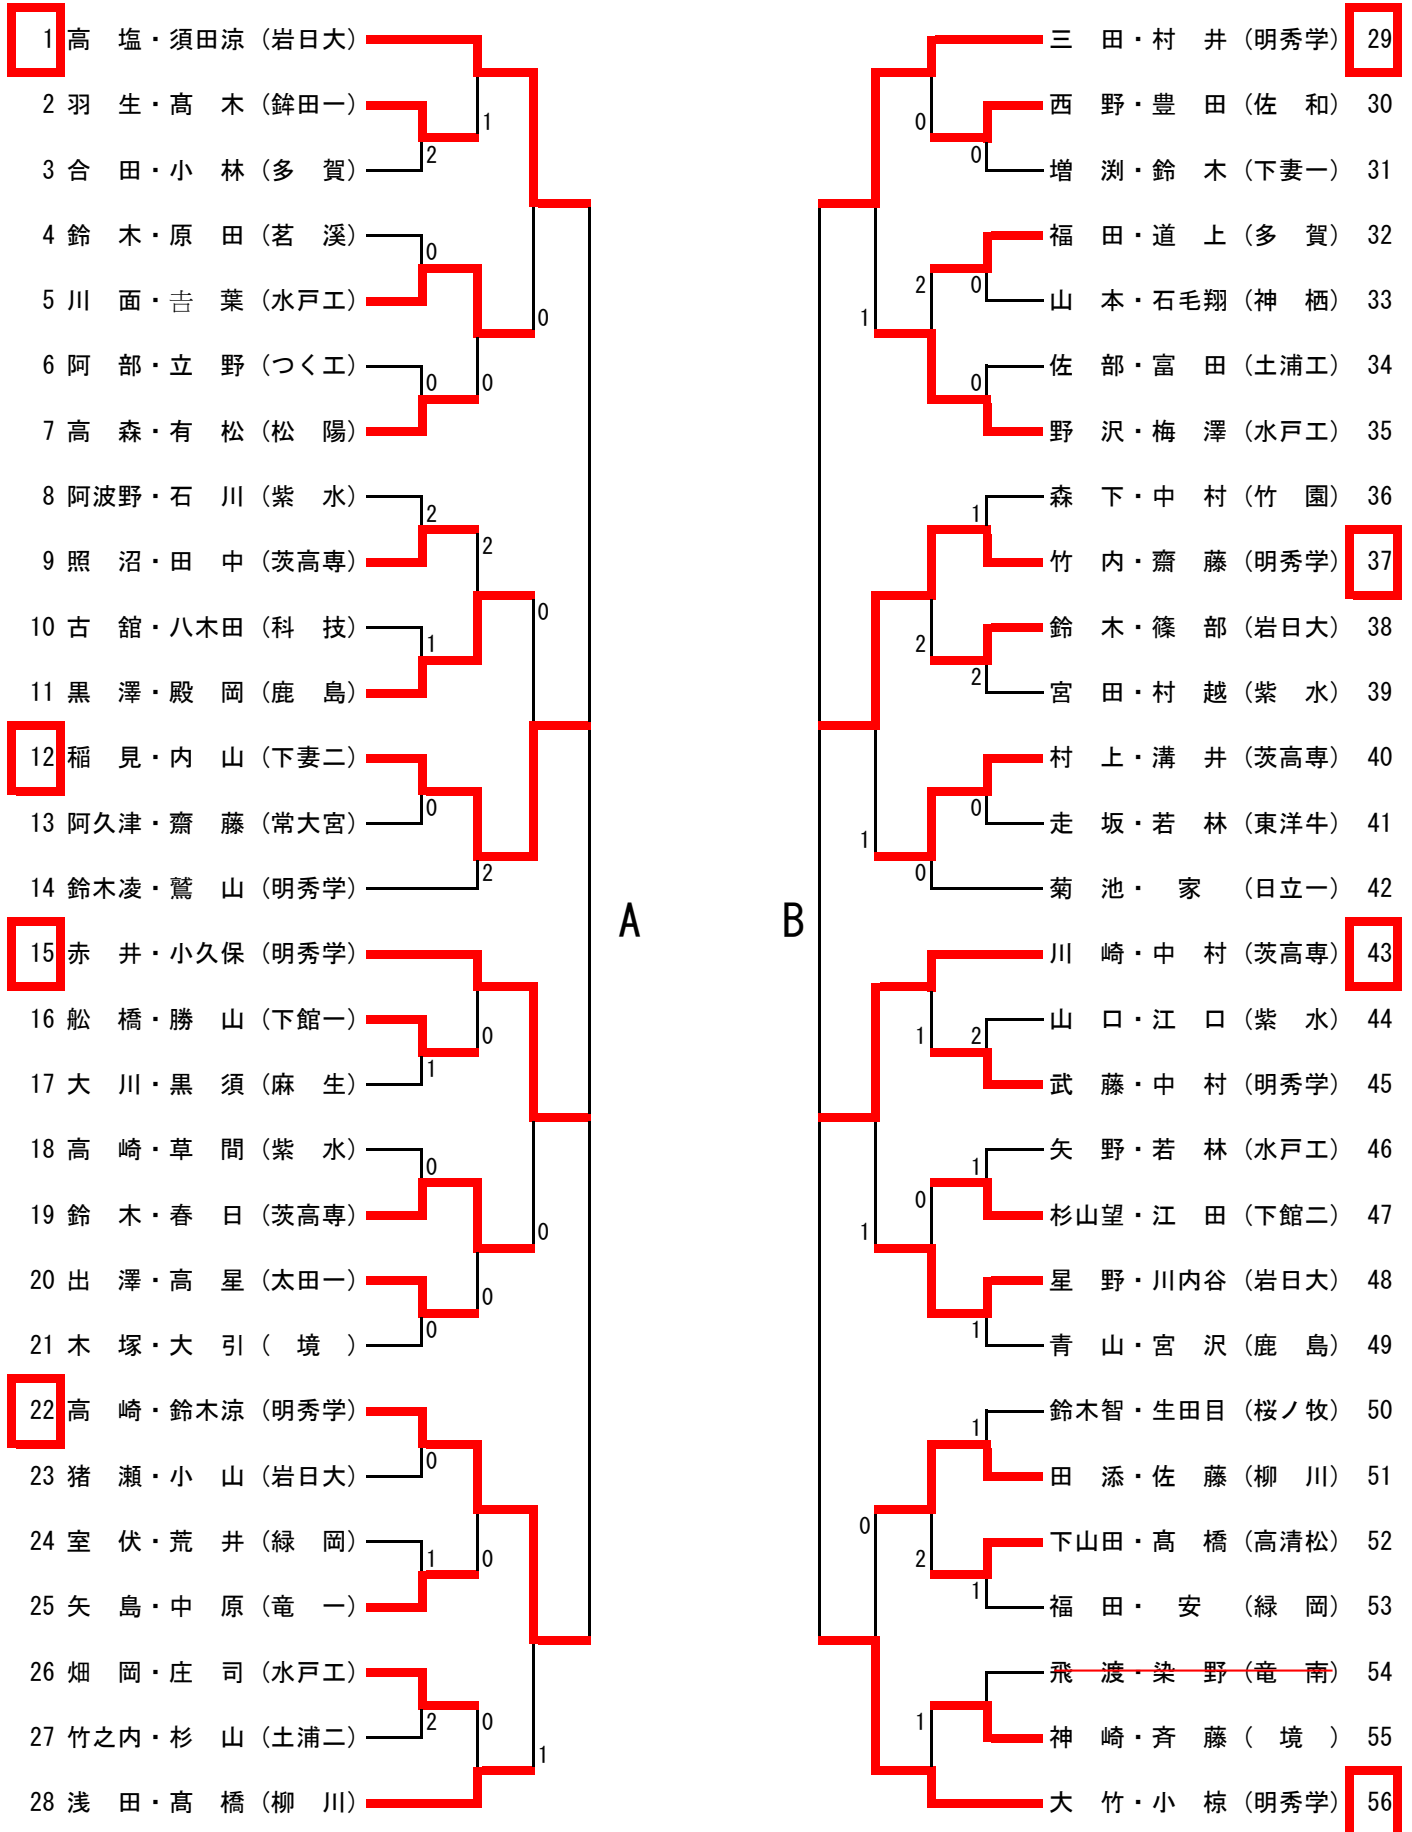 1 高　塩・須田涼 (岩日大)
2 羽　生・髙　木 (鉾田一)
1
2
3 合　田・小　林 (多　賀)
4 鈴　木・原　田 (茗　溪)
0
5 川　面・𠮷　葉 (水戸工)
0
6 阿　部・立　野 (つく工)
0 0
7 高　森・有　松 (松　陽)
8 阿波野・石　川 (紫　水)
2
2
9 照　沼・田　中 (茨高専)
0
10 古　舘・八木田 (科　技)
1
11 黒　澤・殿　岡 (鹿　島)
12 稲　見・内　山 (下妻二)
0
13 阿久津・齋　藤 (常大宮)
2
14 鈴木凌・鷲　山 (明秀学)
A
15 赤　井・小久保 (明秀学)
16 舩　橋・勝　山 (下館一)
0
1
17 大　川・黒　須 (麻　生)
18 高　崎・草　間 (紫　水)
0
19 鈴　木・春　日 (茨高専)
0
20 出　澤・高　星 (太田一)
0
0
21 木　塚・大　引 (　境　)
22 高　崎・鈴木涼 (明秀学)
0
23 猪　瀬・小　山 (岩日大)
24 室　伏・荒　井 (緑　岡)
1 0
25 矢　島・中　原 (竜　一)
26 畑　岡・庄　司 (水戸工)
2 0
27 竹之内・杉　山 (土浦二)
1
28 浅　田・髙　橋 (柳　川)
三　田・村　井 (明秀学) 29
西　野・豊　田 (佐　和) 30
0
0
増　渕・鈴　木 (下妻一) 31
福　田・道　上 (多　賀) 32
2 0
山　本・石毛翔 (神　栖) 33
1
佐　部・富　田 (土浦工) 34
0
野　沢・梅　澤 (水戸工) 35
森　下・中　村 (竹　園) 36
1
竹　内・齋　藤 (明秀学) 37
鈴　木・篠　部 (岩日大) 38
2
2
宮　田・村　越 (紫　水) 39
村　上・溝　井 (茨高専) 40
0
走　坂・若　林 (東洋牛) 41
1
0
菊　池・　家　 (日立一) 42
B
川　崎・中　村 (茨高専) 43
山　口・江　口 (紫　水) 44
1 2
武　藤・中　村 (明秀学) 45
矢　野・若　林 (水戸工) 46
1
0
杉山望・江　田 (下館二) 47
1
星　野・川内谷 (岩日大) 48
1
青　山・宮　沢 (鹿　島) 49
鈴木智・生田目 (桜ノ牧) 50
1
田　添・佐　藤 (柳　川) 51
0
下山田・髙　橋 (高清松) 52
2
1
福　田・　安　 (緑　岡) 53
飛　渡・染　野 (竜　南) 54
1
神　崎・斉　藤 (　境　) 55
大　竹・小　椋 (明秀学) 56